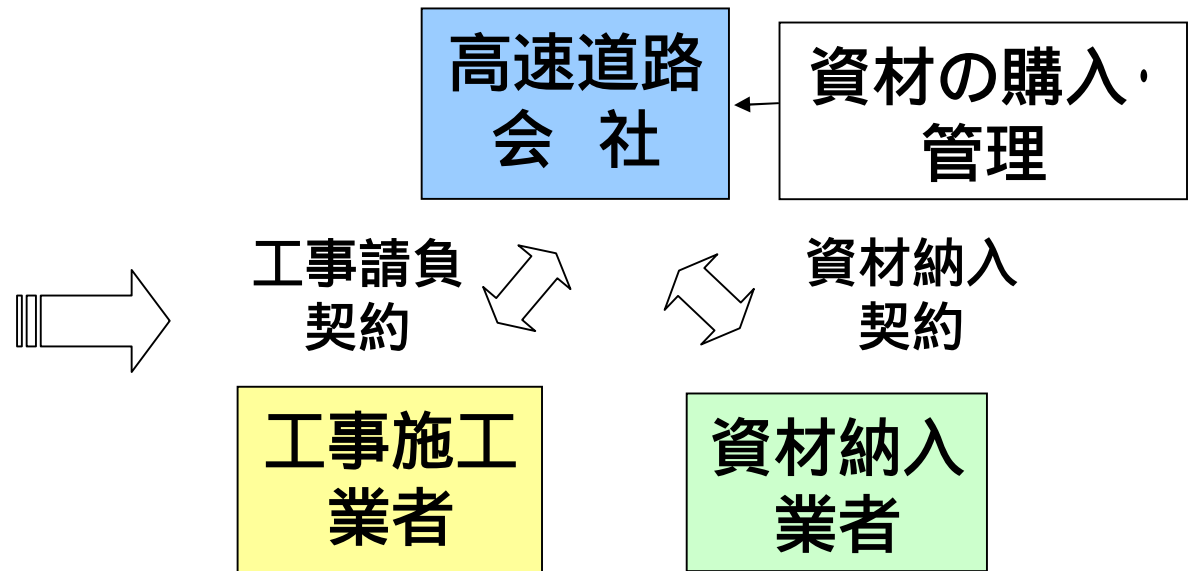 高速道路
会 社
資材の購入・
管理
工事請負
契約
資材納入
契約
工事施工
業者
資材納入
業者